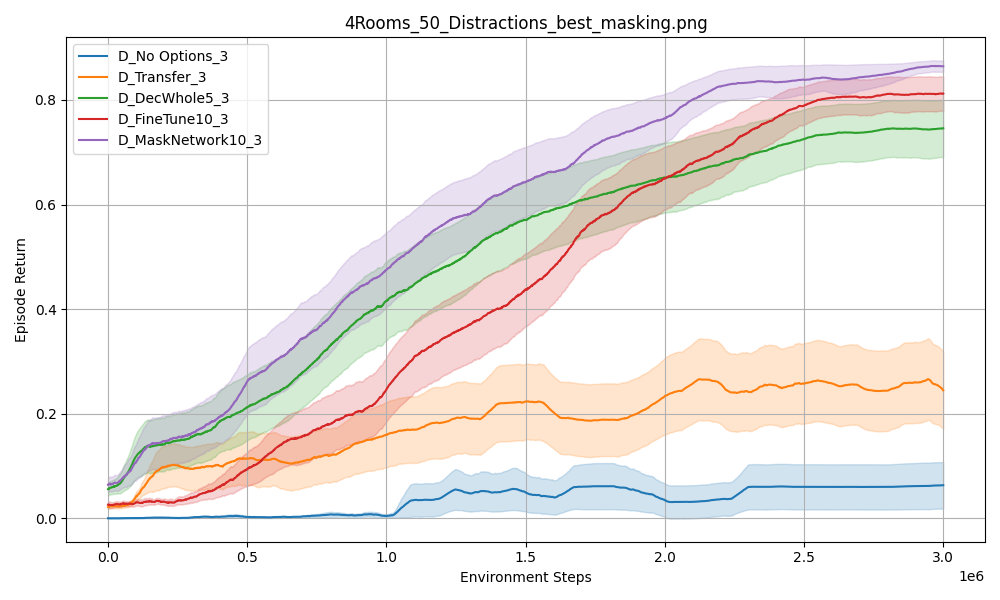 4Rooms_50_Distractions_best_masking.png
D_No Options_3
D_Transfer_3
D_DecWhole5_3
D_FineTune10_3
D_MaskNetwork10_3
Episode Return
0.8
0.6
0.4
0.2
0.0
0.0 0.5 1.0 1.5 2.0 2.5 3.0
1e6
Environment Steps